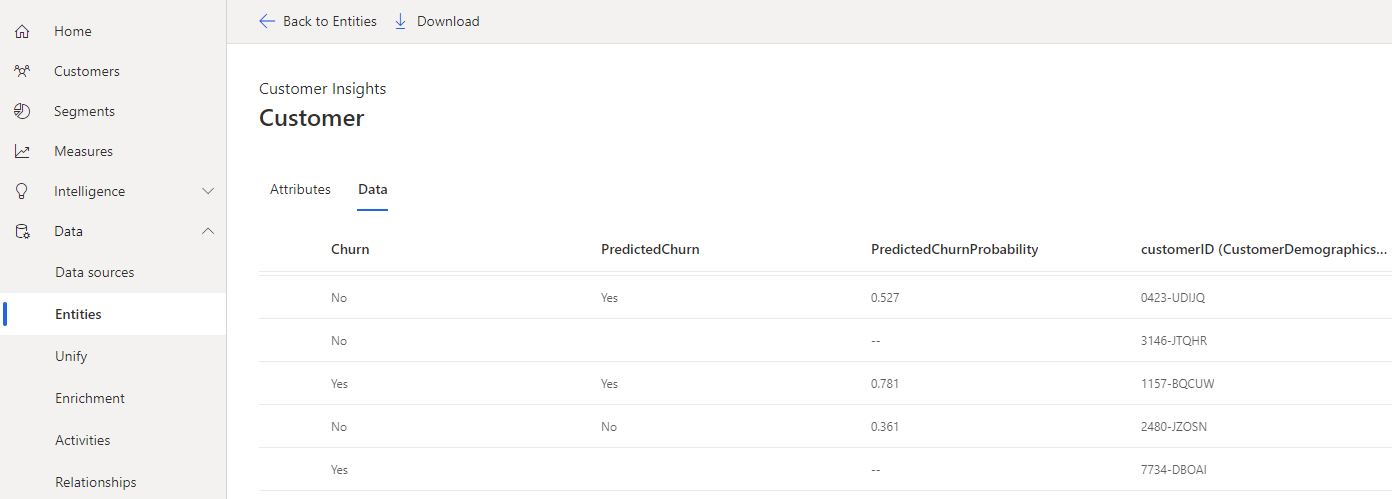 Home
Customers
Segments
Measures
Intelligence
Data
Data sources
Entities
Unify
Enrichment
Activities
Relationships
Back to Entities Download
Customer Insights
Customer
Attributes Data
Churn PredictedChurn PredictedChurnProbability customerID (CustomerDemographics...
No Yes 0.527 0423-UDIJQ
No -- 3146-JTQHR
Yes Yes 0.781 1157-BQCUW
No No 0.361 2480-JZOSN
Yes -- 7734-DBOAI